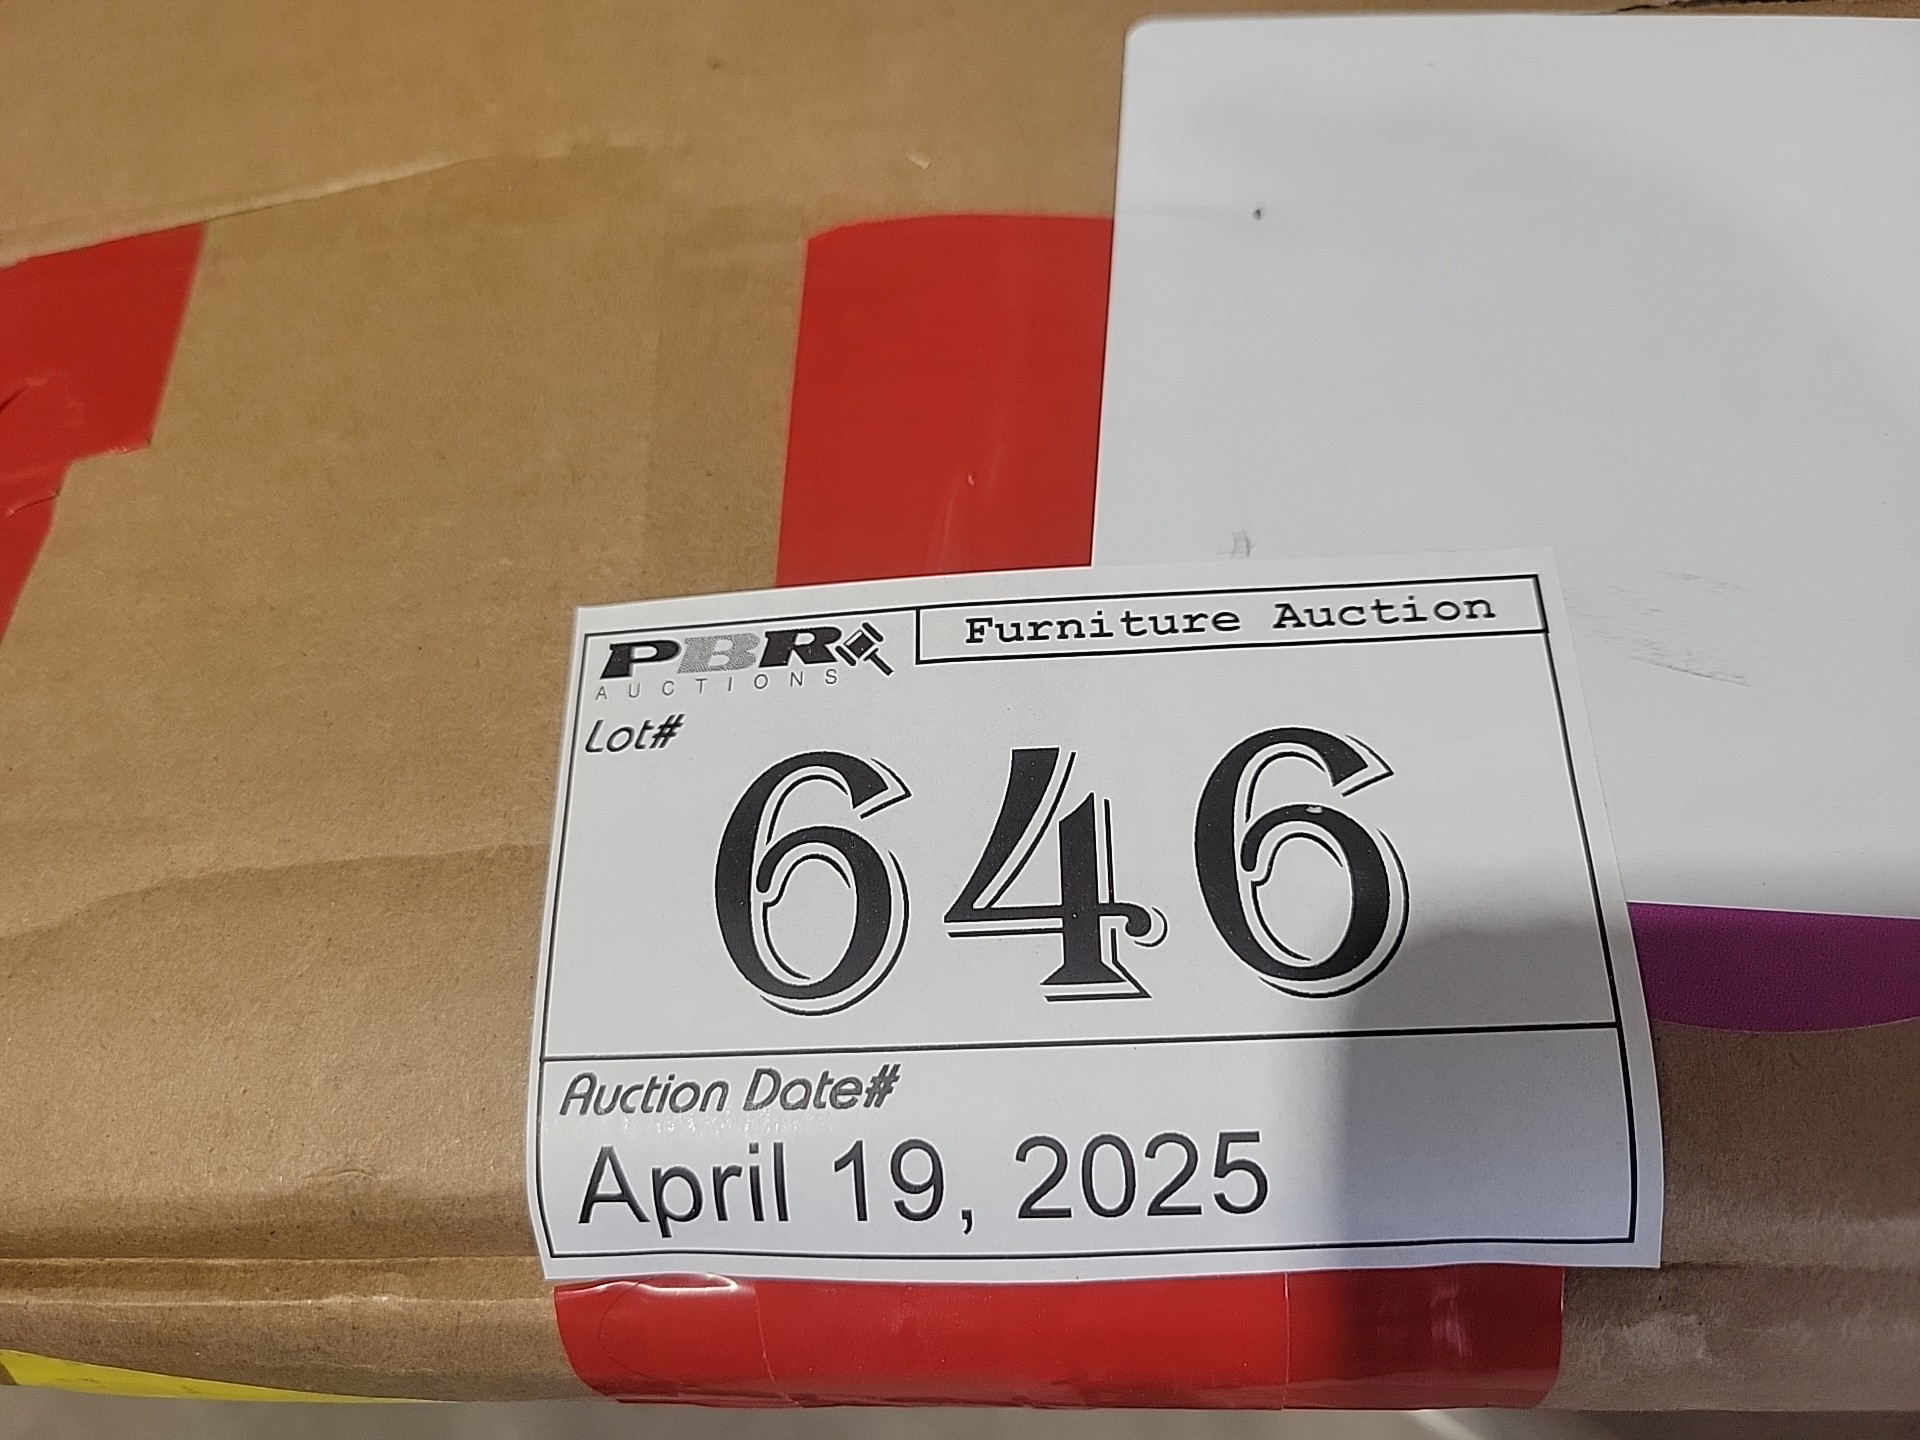 PBR
AUCTIONS
Furniture Auction
Lot#
646
Auction Date#
April 19, 2025